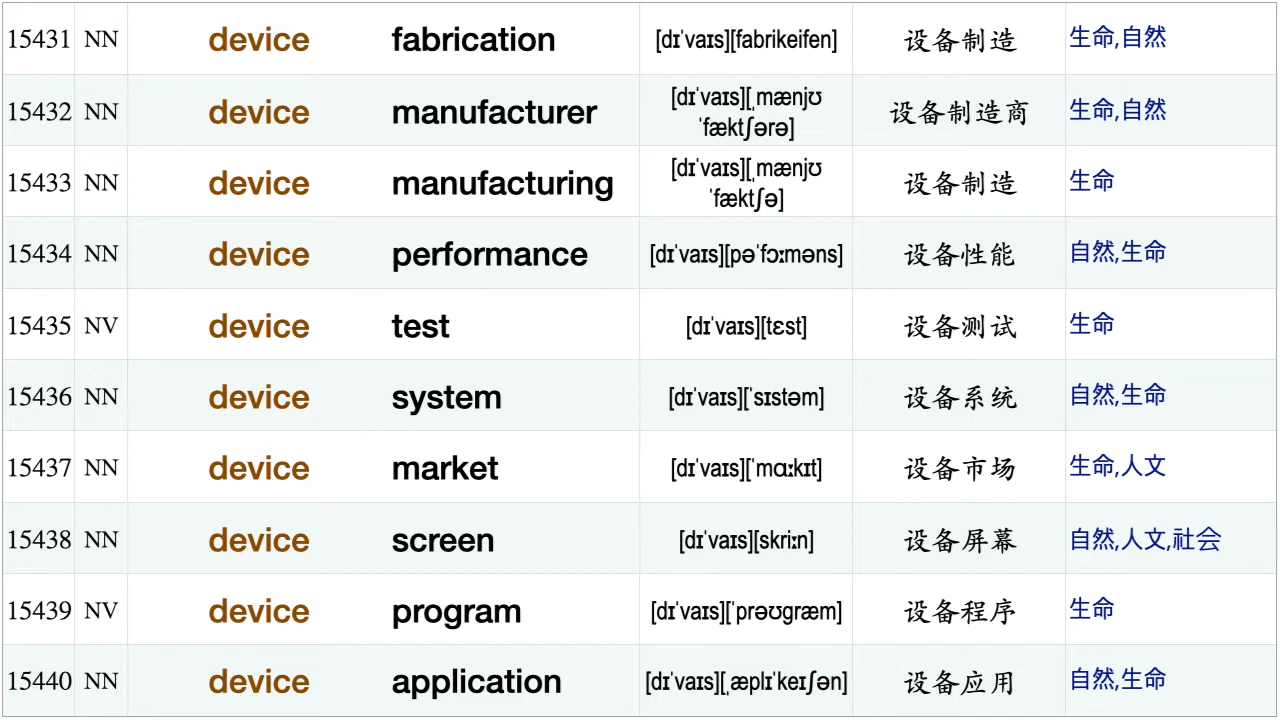 15431 NN device fabrication [dɪˈvaɪs][fabrikeifen] 设备制造 生命,自然
15432 NN device manufacturer [dɪˈvaɪs][ˌmænjʊ
ˈfæktʃərə] 设备制造商 生命,自然
15433 NN device manufacturing [dɪˈvaɪs][ˌmænjʊ
ˈfæktʃə] 设备制造 生命
15434 NN device performance [dɪˈvaɪs][pəˈfɔːməns] 设备性能 自然,生命
15435 NV device test [dɪˈvaɪs][tɛst] 设备测试 生命
15436 NN device system [dɪˈvaɪs][ˈsɪstəm] 设备系统 自然,生命
15437 NN device market [dɪˈvaɪs][ˈmɑːkɪt] 设备市场 生命,人文
15438 NN device screen [dɪˈvaɪs][skriːn] 设备屏幕 自然,人文,社会
15439 NV device program [dɪˈvaɪs][ˈprəʊgræm] 设备程序 生命
15440 NN device application [dɪˈvaɪs][ˌæplɪˈkeɪʃən] 设备应用 自然,生命